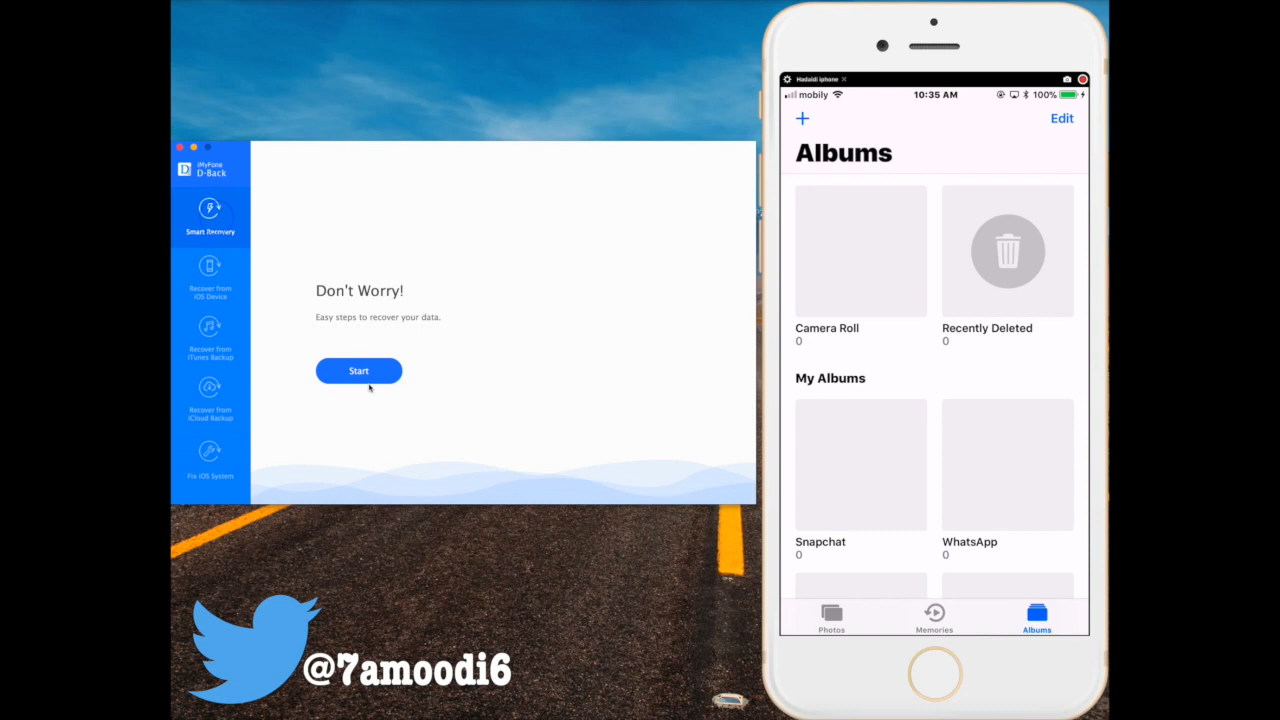 iMyFone
D-Back
Smart Recovery
Recover from
iOS Device
Recover from
iTunes Backup
Recover from
iCloud Backup
Fix iOS System
Don't Worry!
Easy steps to recover your data.
Start
@7amoodi6
Hadaidi iphone
mobily
10:35 AM
100%
Edit
Albums
Camera Roll
0
Recently Deleted
0
My Albums
Snapchat
0
WhatsApp
0
Photos
Memories
Albums